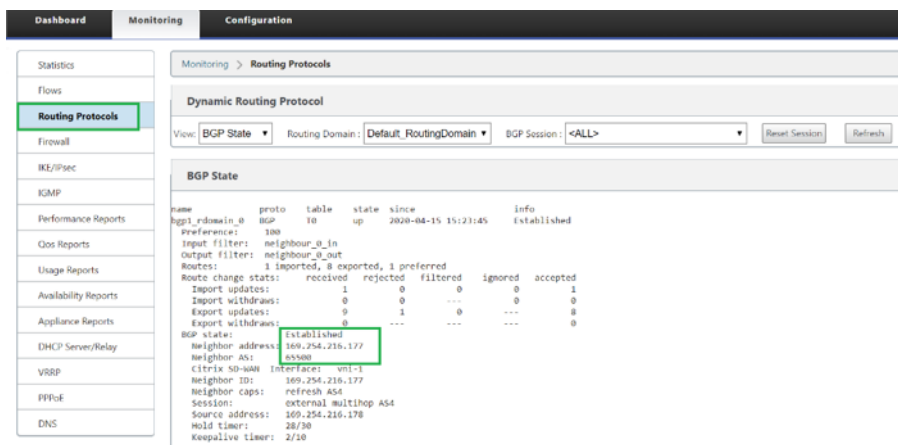 Dashboard Monitoring Configuration
Statistics
Flows
Routing Protocols
Firewall
IKE/IPsec
IGMP
Performance Reports
Qos Reports
Usage Reports
Availability Reports
Appliance Reports
DHCP Server/Relay
VRRP
PPPoE
DNS
Monitoring > Routing Protocols
Dynamic Routing Protocol
View: BGP State Routing Domain : Default_RoutingDomain BGP Session : <ALL> Reset Session Refresh
BGP State
name proto table state since info
bgp1_rdomain_0 BGP T0 up 2020-04-15 15:23:45 Established
Preference: 100
Input filter: neighbour_0_in
Output filter: neighbour_0_out
Routes: 1 imported, 8 exported, 1 preferred
Route change stats: received rejected filtered ignored accepted
Import updates: 1 0 0 0 1
Import withdraws: 0 0 --- 0 0
Export updates: 9 1 0 --- 8
Export withdraws: 0 --- --- --- 0
BGP state: Established
Neighbor address: 169.254.216.177
Neighbor AS: 65500
Citrix SD-WAN Interface: vni-1
Neighbor ID: 169.254.216.177
Neighbor caps: refresh AS4
Session: external multihop AS4
Source address: 169.254.216.178
Hold timer: 28/30
Keepalive timer: 2/10